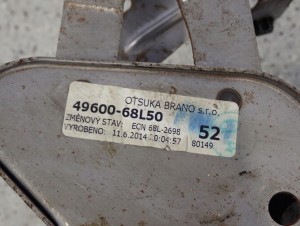 OTSUKA BRANO s.r.o.
49600-68L50
ZMĚNOVÝ STAV: ECN 68L-2698 52
VYROBENO: 11.6.2014 10:04:57 80149